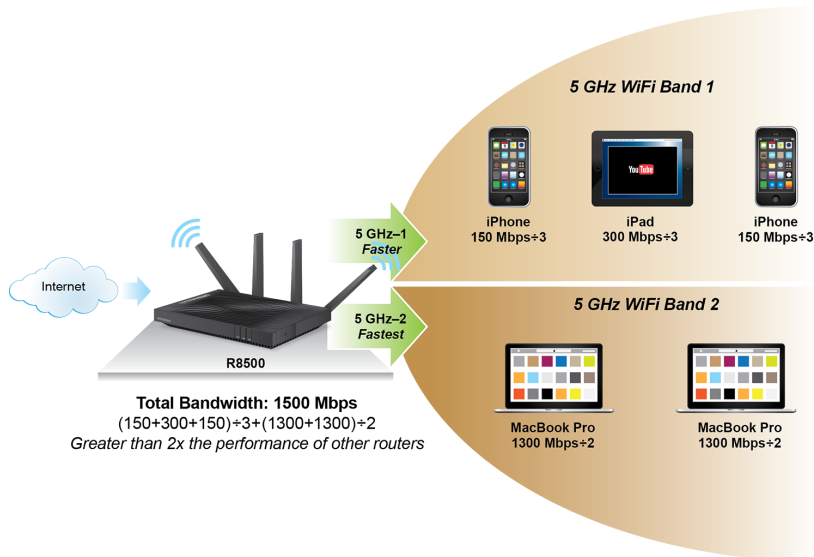 5 GHz WiFi Band 1
YouTube
iPhone
150 Mbps÷3
iPad
300 Mbps÷3
iPhone
150 Mbps÷3
5 GHz–1
Faster
Internet
5 GHz–2
Fastest
R8500
5 GHz WiFi Band 2
MacBook Pro
1300 Mbps÷2
MacBook Pro
1300 Mbps÷2
Total Bandwidth: 1500 Mbps
(150+300+150)÷3+(1300+1300)÷2
Greater than 2x the performance of other routers